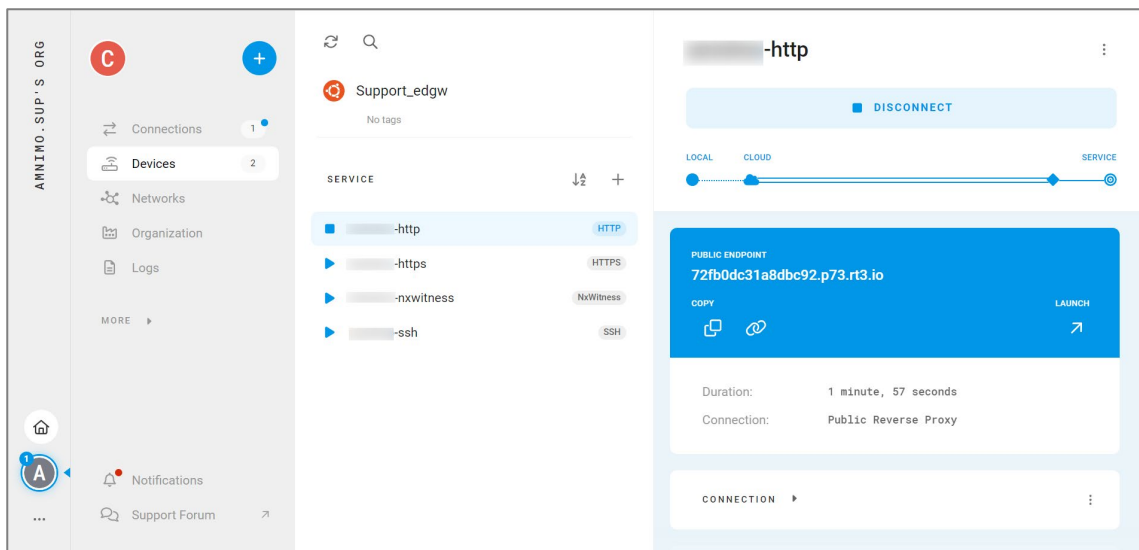 AMNIMO.SUP'S ORG
C
Connections 1
Devices 2
Networks
Organization
Logs
MORE
1
A
Notifications
Support Forum
Support_edgw
No tags
SERVICE
-http HTTP
-https HTTPS
-nxwitness NxWitness
-ssh SSH
-http
DISCONNECT
LOCAL CLOUD SERVICE
PUBLIC ENDPOINT
72fb0dc31a8dbc92.p73.rt3.io
COPY LAUNCH
Duration: 1 minute, 57 seconds
Connection: Public Reverse Proxy
CONNECTION